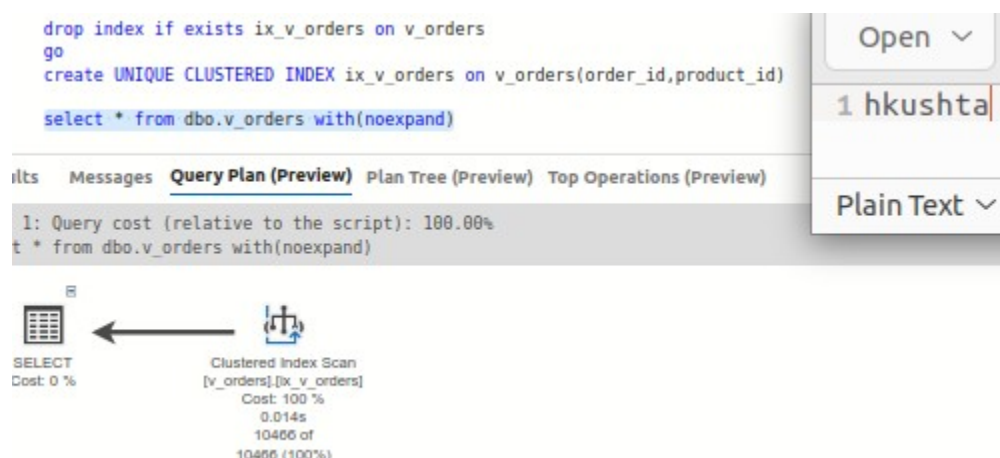 drop index if exists ix_v_orders on v_orders
go
create UNIQUE CLUSTERED INDEX ix_v_orders on v_orders(order_id,product_id)
select * from dbo.v_orders with(noexpand)
Open
1 hkushta
Plain Text
lts Messages Query Plan (Preview) Plan Tree (Preview) Top Operations (Preview)
1: Query cost (relative to the script): 100.00%
t * from dbo.v_orders with(noexpand)
SELECT
Cost: 0 %
Clustered Index Scan
[v_orders].[ix_v_orders]
Cost: 100 %
0.014s
10466 of
10466 (100%)